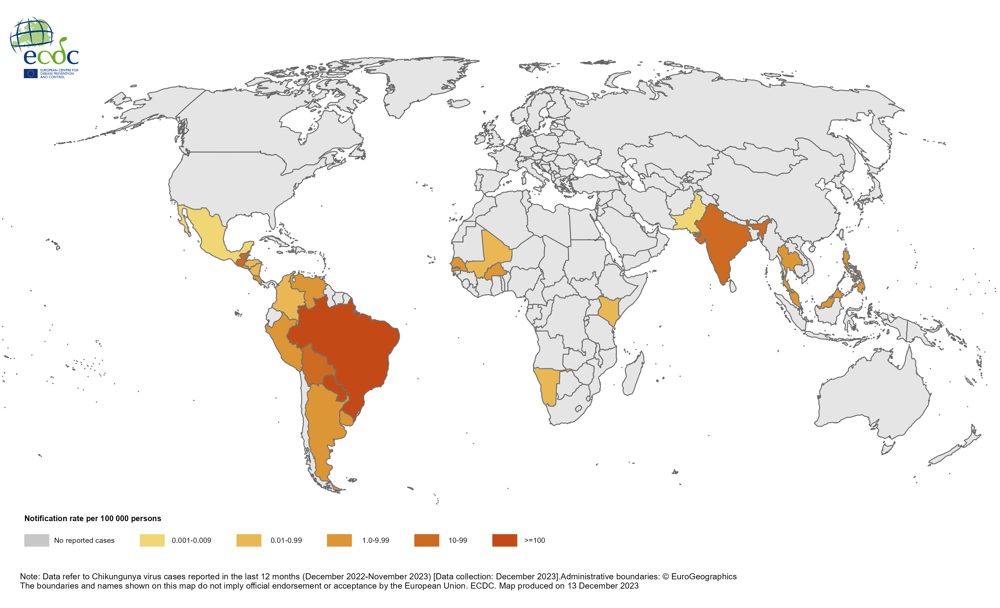 ecdc
EUROPEAN CENTRE FOR
DISEASE PREVENTION
AND CONTROL
Notification rate per 100 000 persons
No reported cases 0.001-0.009 0.01-0.99 1.0-9.99 10-99 >=100
Note: Data refer to Chikungunya virus cases reported in the last 12 months (December 2022-November 2023) [Data collection: December 2023].Administrative boundaries: © EuroGeographics
The boundaries and names shown on this map do not imply official endorsement or acceptance by the European Union. ECDC. Map produced on 13 December 2023